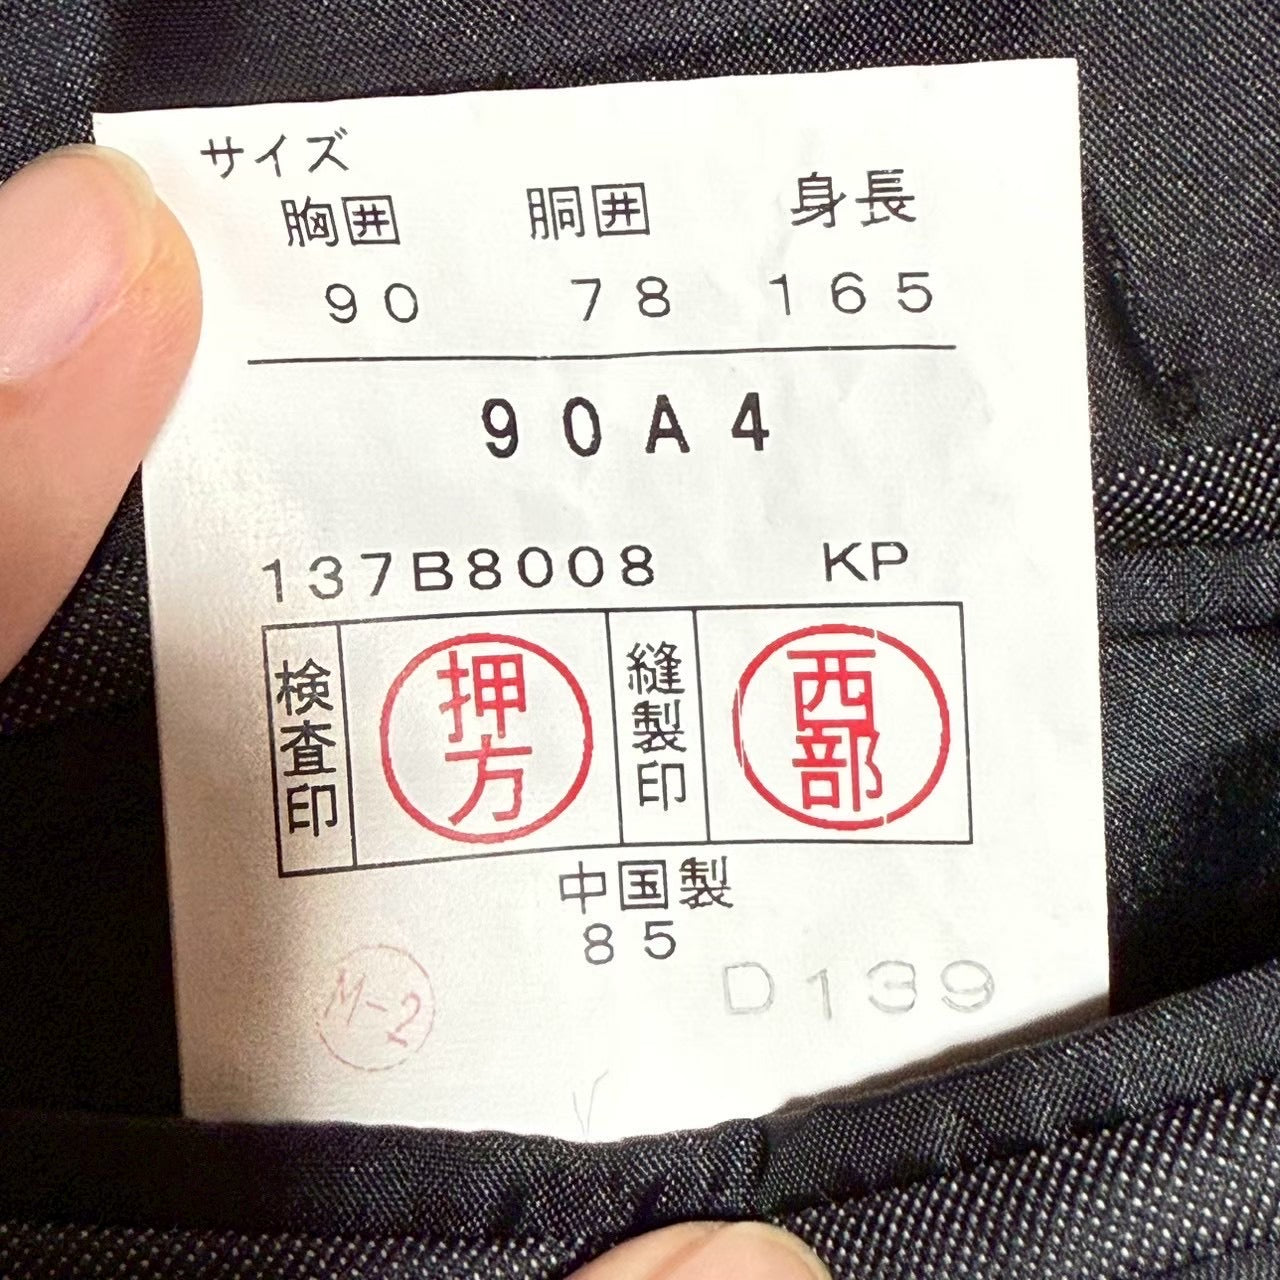 サイズ
胸囲 胴囲 身長
90 78 165
90A4
137B8008 KP
検査印 押方 縫製印 西部
中国製
85
D139
M-2